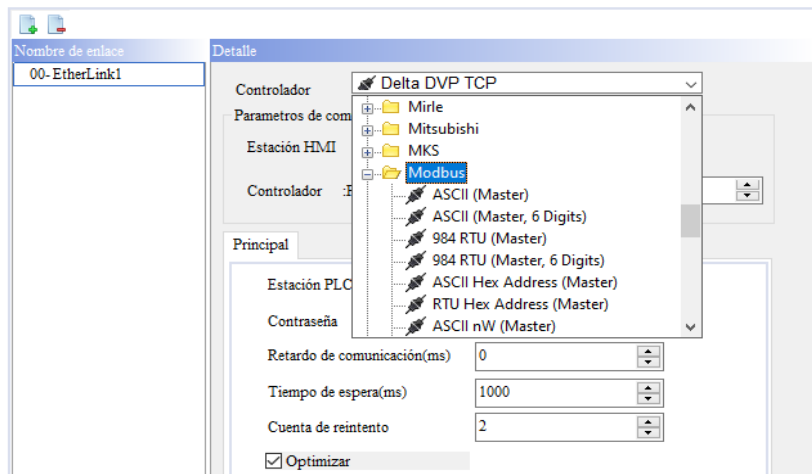 Nombre de enlace
00- EtherLink1
Detalle
Controlador
Delta DVP TCP
Parametros de com
Estación HMI
Controlador :
Mirle
Mitsubishi
MKS
Modbus
ASCII (Master)
ASCII (Master, 6 Digits)
984 RTU (Master)
984 RTU (Master, 6 Digits)
ASCII Hex Address (Master)
RTU Hex Address (Master)
ASCII nW (Master)
Principal
Estación PLC
Contraseña
Retardo de comunicación(ms) 0
Tiempo de espera(ms) 1000
Cuenta de reintento 2
Optimizar